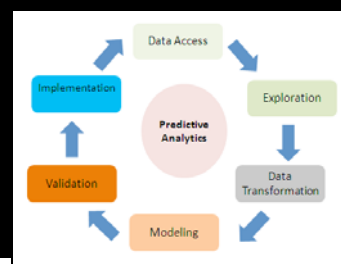 Data Access
Implementation
Exploration
Predictive
Analytics
Validation
Data
Transformation
Modeling